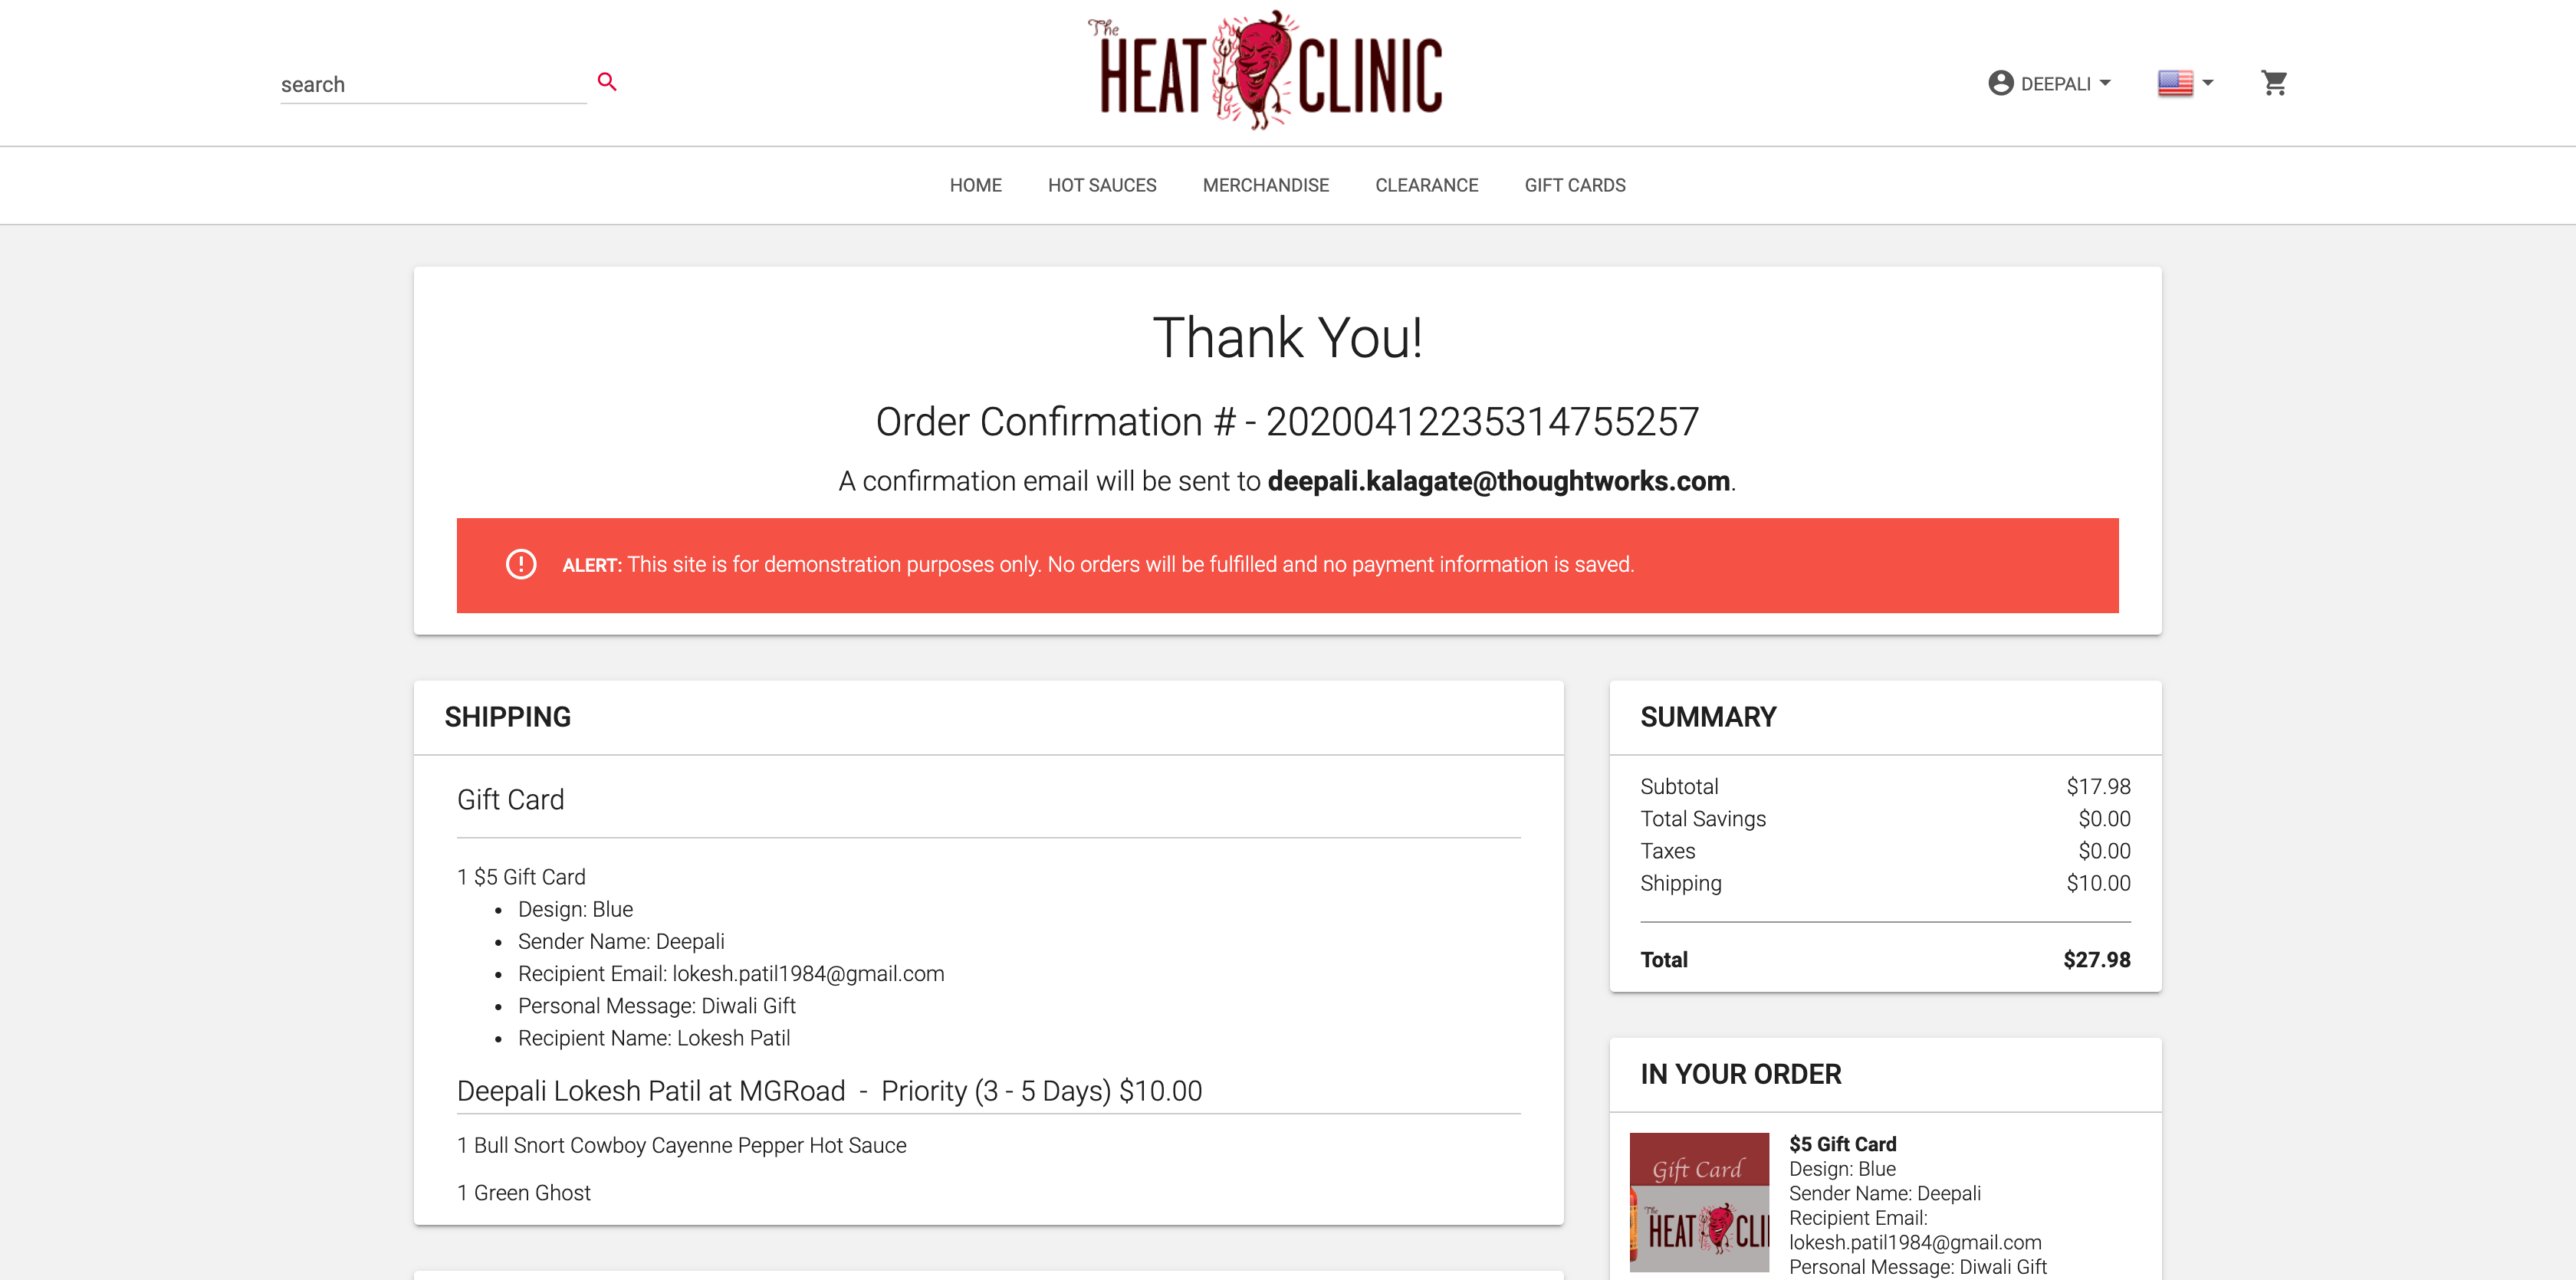 search
The
HEAT CLINIC
DEEPALI
HOME HOT SAUCES MERCHANDISE CLEARANCE GIFT CARDS
Thank You!
Order Confirmation # - 20200412235314755257
A confirmation email will be sent to deepali.kalagate@thoughtworks.com.
ALERT: This site is for demonstration purposes only. No orders will be fulfilled and no payment information is saved.
SHIPPING
Gift Card
1 $5 Gift Card
• Design: Blue
• Sender Name: Deepali
• Recipient Email: lokesh.patil1984@gmail.com
• Personal Message: Diwali Gift
• Recipient Name: Lokesh Patil
Deepali Lokesh Patil at MGRoad - Priority (3 - 5 Days) $10.00
1 Bull Snort Cowboy Cayenne Pepper Hot Sauce
1 Green Ghost
SUMMARY
Subtotal $17.98
Total Savings $0.00
Taxes $0.00
Shipping $10.00
Total $27.98
IN YOUR ORDER
Gift Card
The
HEAT CLI
$5 Gift Card
Design: Blue
Sender Name: Deepali
Recipient Email:
lokesh.patil1984@gmail.com
Personal Message: Diwali Gift